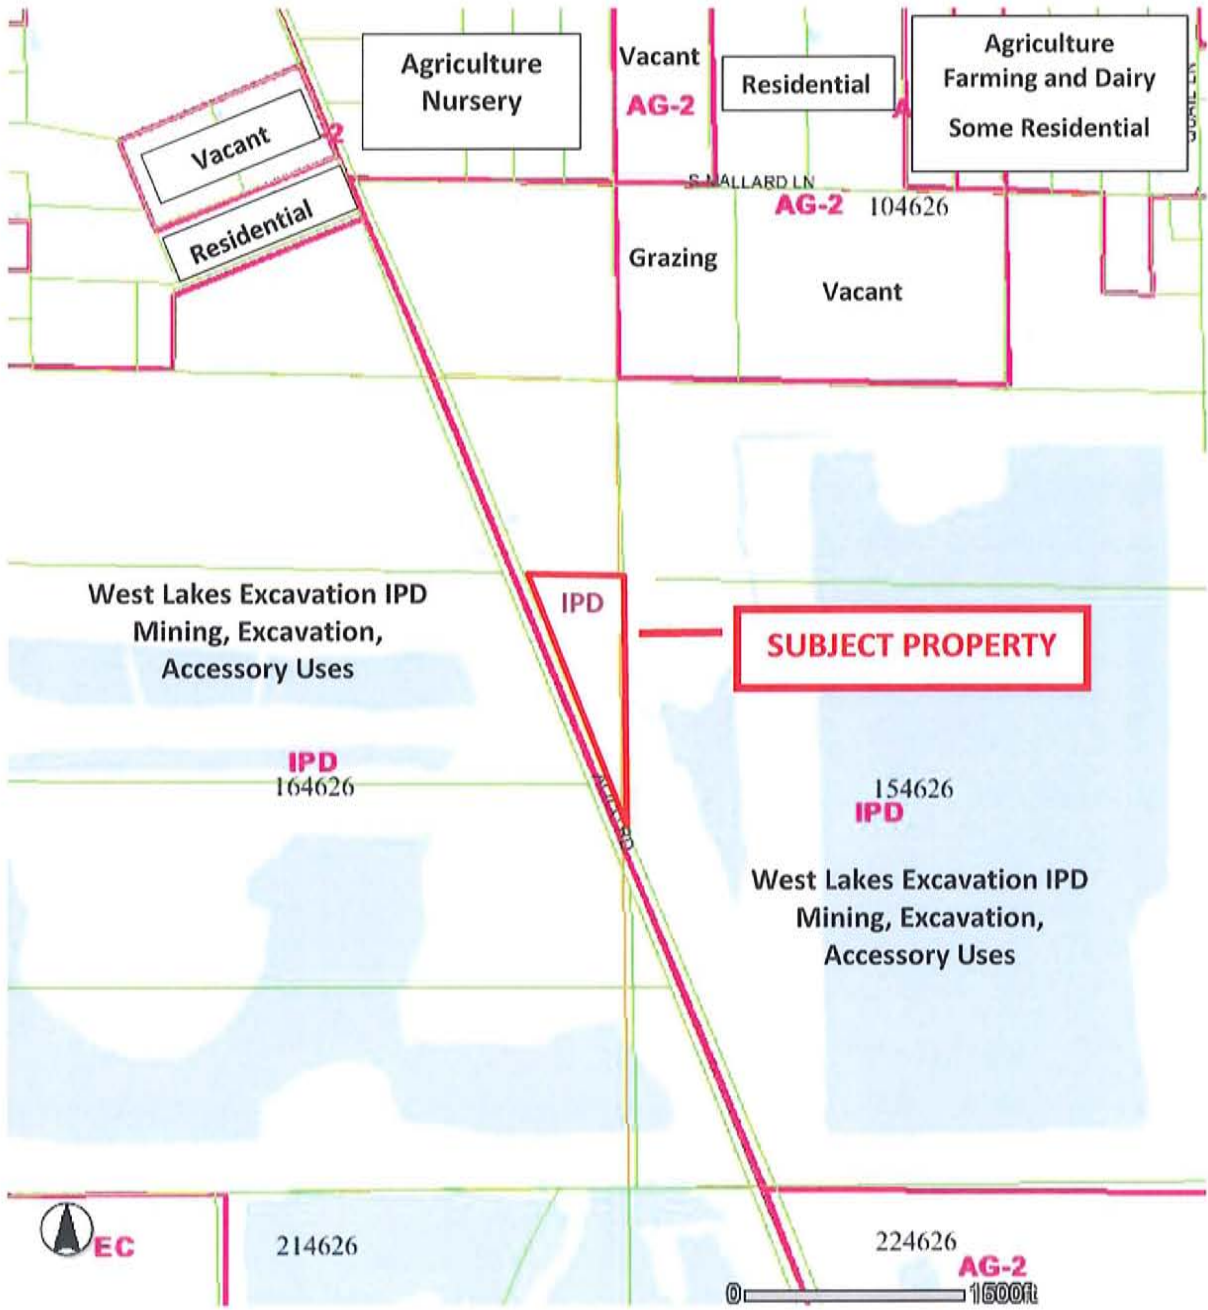 Agriculture
Nursery
Vacant
AG-2
Residential
Agriculture
Farming and Dairy
Some Residential
Vacant
2
Residential
S MALLARD LN
AG-2 104626
Grazing
Vacant
West Lakes Excavation IPD
Mining, Excavation,
Accessory Uses
IPD
SUBJECT PROPERTY
IPD
164626
154626
IPD
West Lakes Excavation IPD
Mining, Excavation,
Accessory Uses
EC
214626
224626
AG-2
0 1500ft